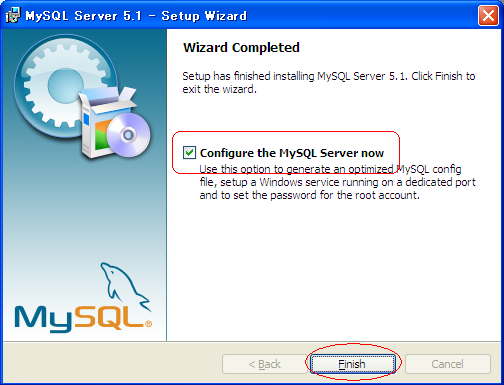 MySQL Server 5.1 - Setup Wizard
Wizard Completed
Setup has finished installing MySQL Server 5.1. Click Finish to
exit the wizard.
Configure the MySQL Server now
Use this option to generate an optimized MySQL config
file, setup a Windows service running on a dedicated port
and to set the password for the root account.
MySQL®
< Back
Finish
Cancel